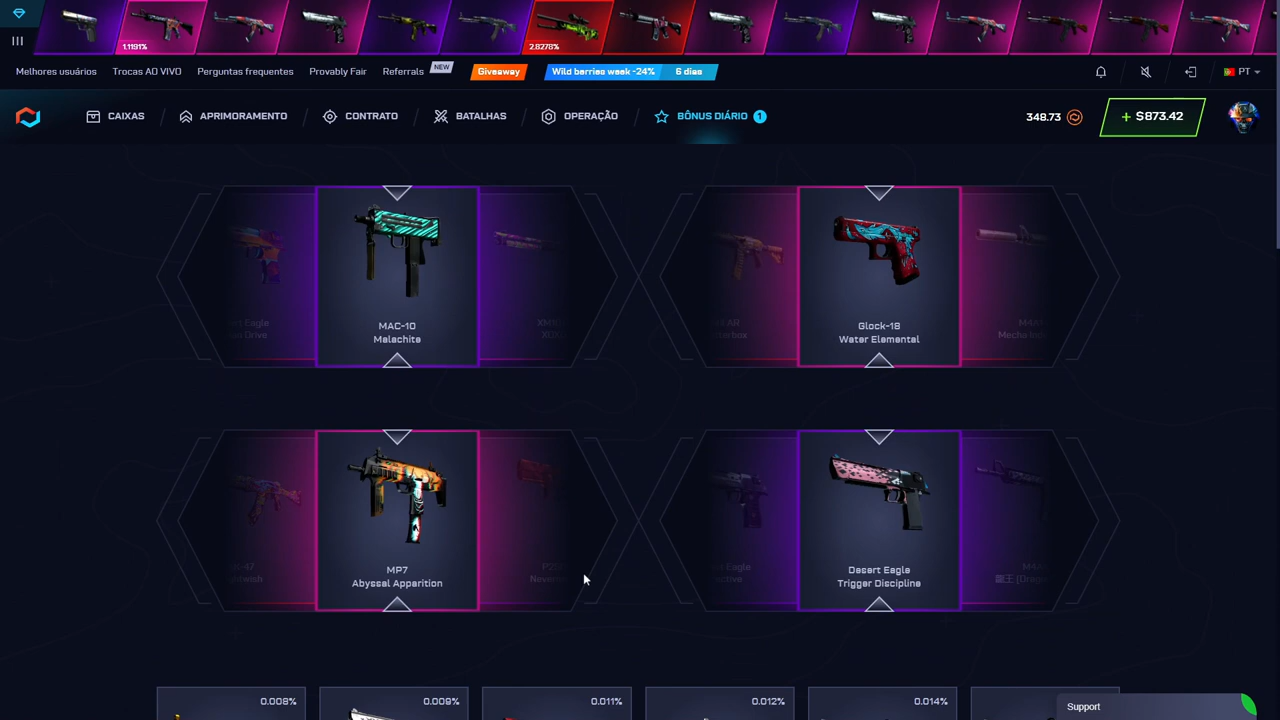 1.1191%
2.8278%
Melhores usuários
Trocas AO VIVO
Perguntas frequentes
Provably Fair
Referrals
NEW
Giveaway
Wild berries week -24%
6 dias
PT
CAIXAS
APRIMORAMENTO
CONTRATO
BATALHAS
OPERAÇÃO
BÔNUS DIÁRIO
1
348.73
+ $873.42
MAC-10
Malachite
Glock-18
Water Elemental
MP7
Abyssal Apparition
Desert Eagle
Trigger Discipline
0.008%
0.009%
0.011%
0.012%
0.014%
Support